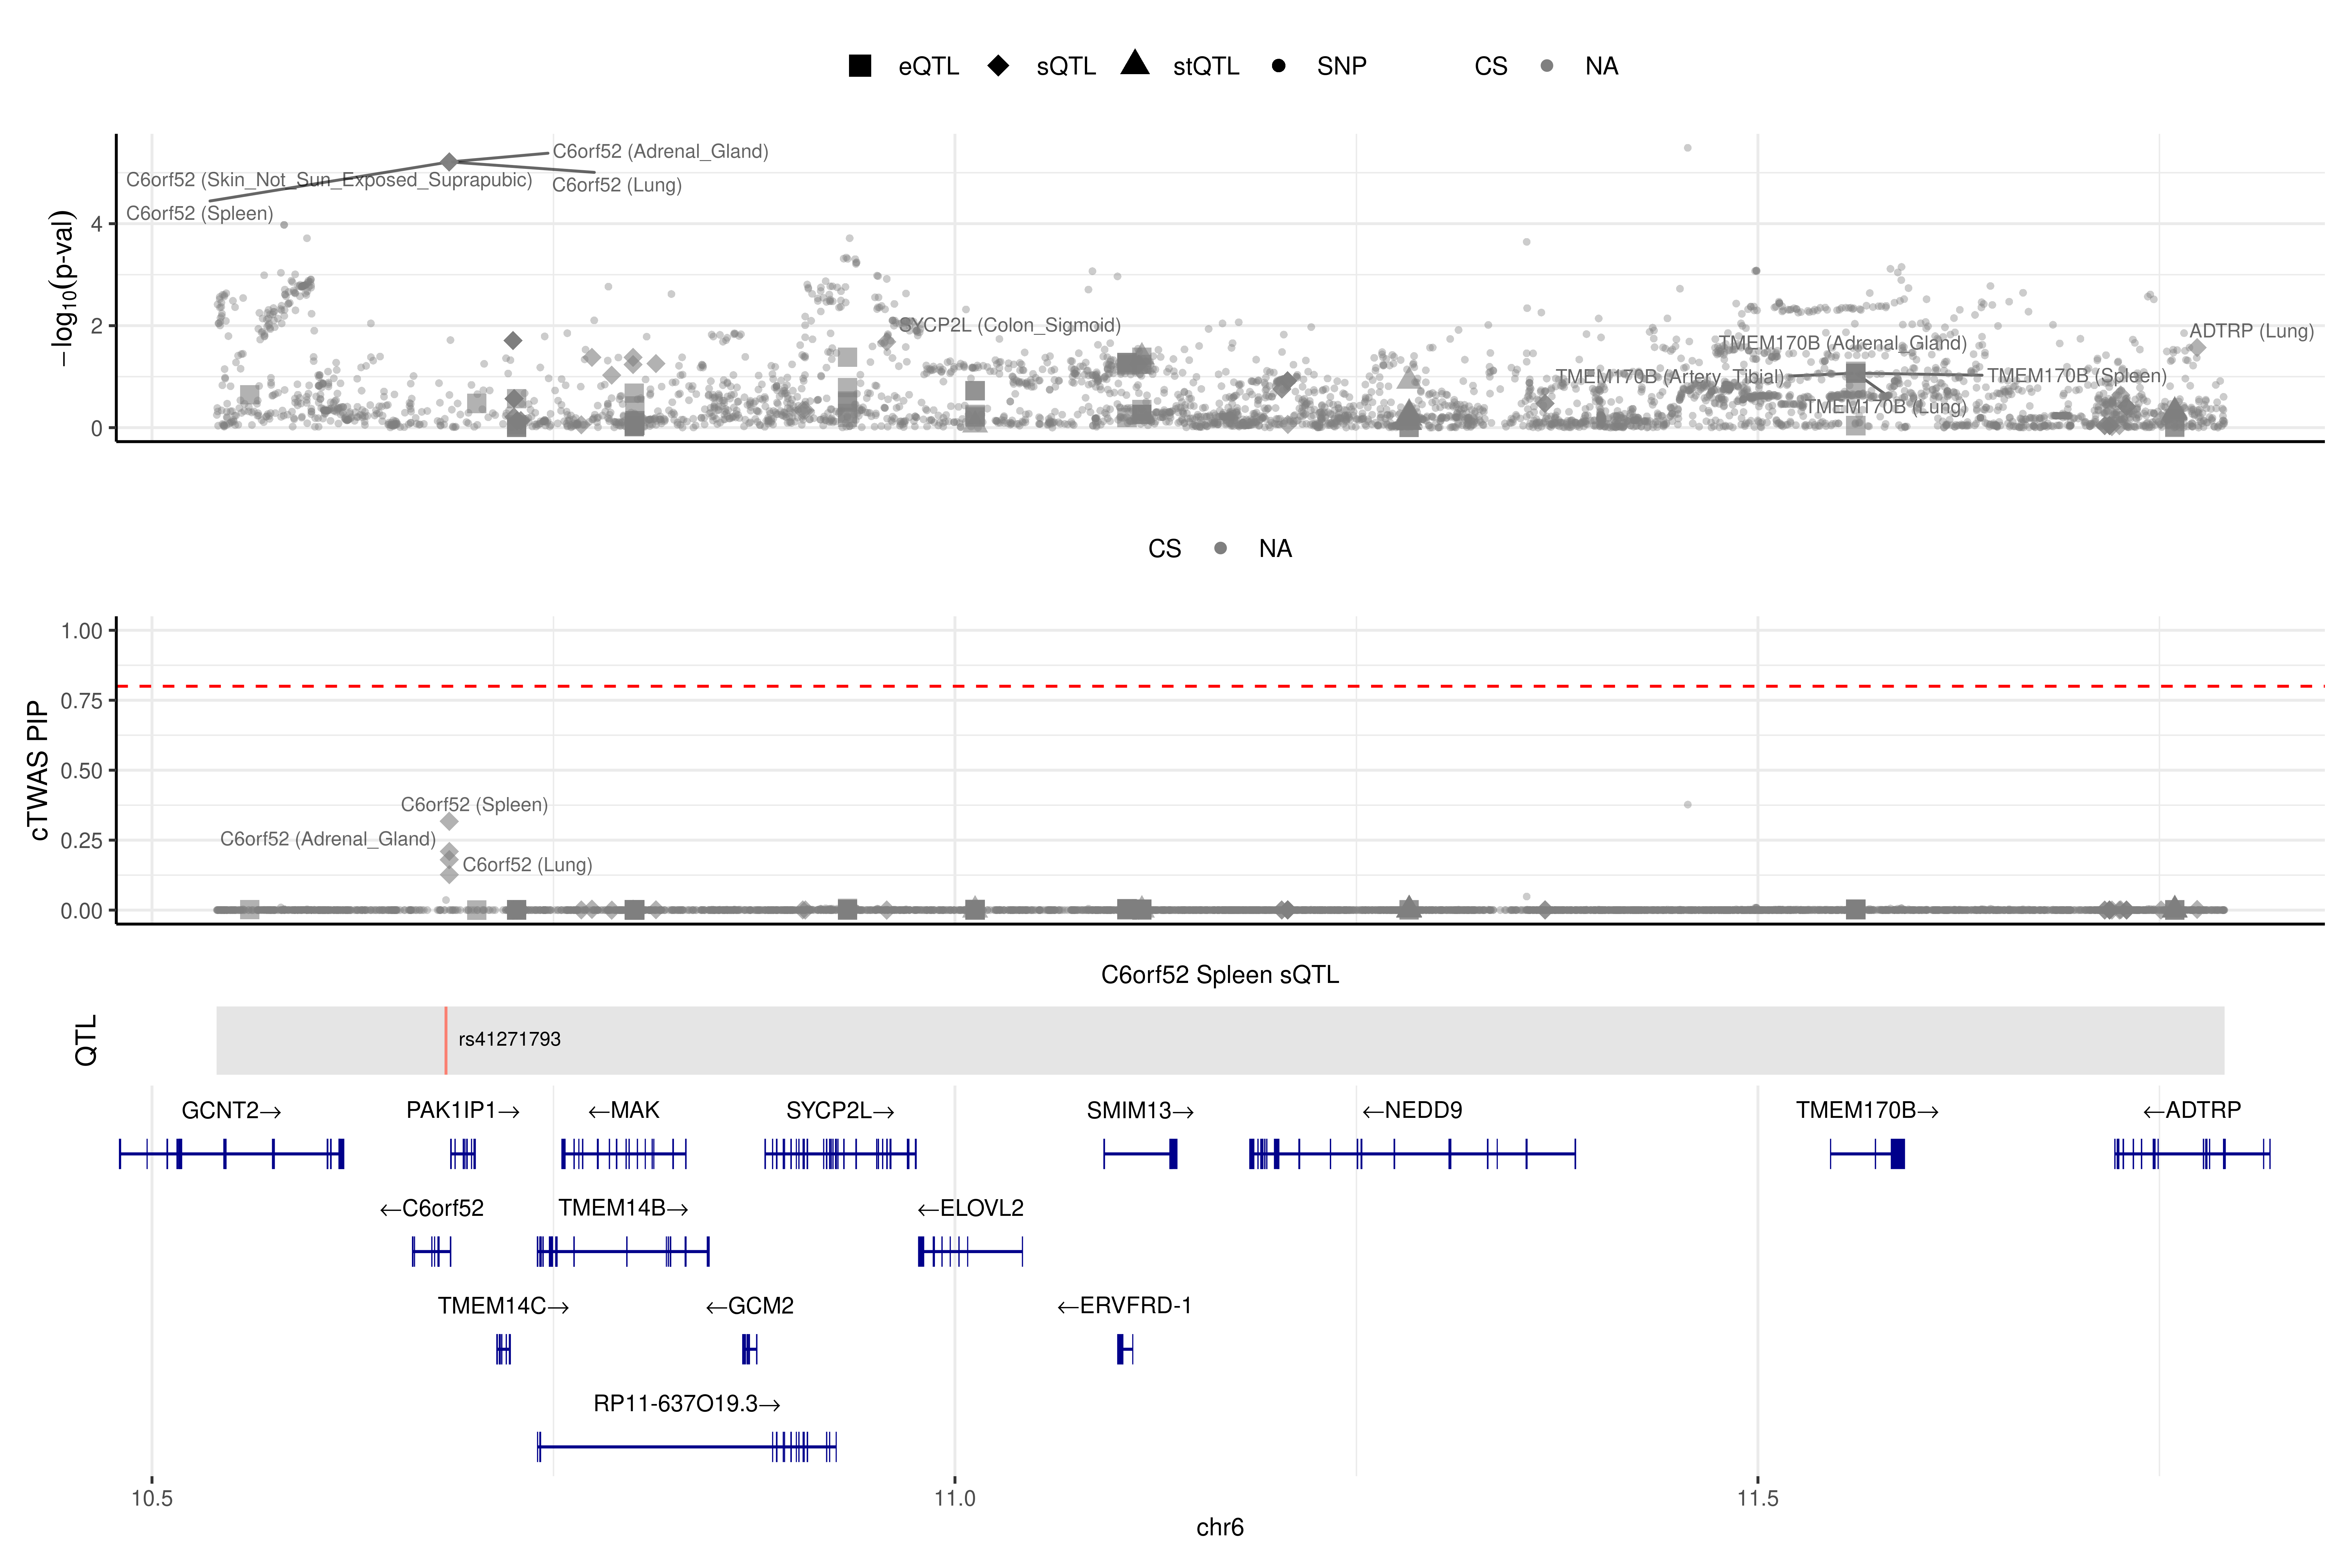 eQTL sQTL stQTL SNP CS NA
−log10(p-val)
4
2
0
C6orf52 (Adrenal_Gland)
C6orf52 (Skin_Not_Sun_Exposed_Suprapubic)
C6orf52 (Lung)
C6orf52 (Spleen)
SYCP2L (Colon_Sigmoid)
ADTRP (Lung)
TMEM170B (Adrenal_Gland)
TMEM170B (Artery_Tibial)
TMEM170B (Spleen)
TMEM170B (Lung)
CS NA
cTWAS PIP
1.00
0.75
0.50
0.25
0.00
C6orf52 (Spleen)
C6orf52 (Adrenal_Gland)
C6orf52 (Lung)
C6orf52 Spleen sQTL
QTL
rs41271793
GCNT2→ PAK1IP1→ ←MAK SYCP2L→ SMIM13→ ←NEDD9 TMEM170B→ ←ADTRP
←C6orf52 TMEM14B→ ←ELOVL2
TMEM14C→ ←GCM2 ←ERVFRD-1
RP11-637O19.3→
10.5 11.0 11.5
chr6